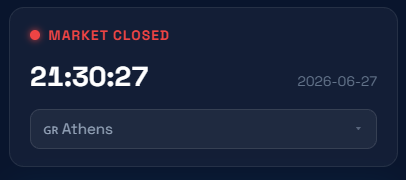 MARKET CLOSED
21:30:27 2026-06-27
GR Athens